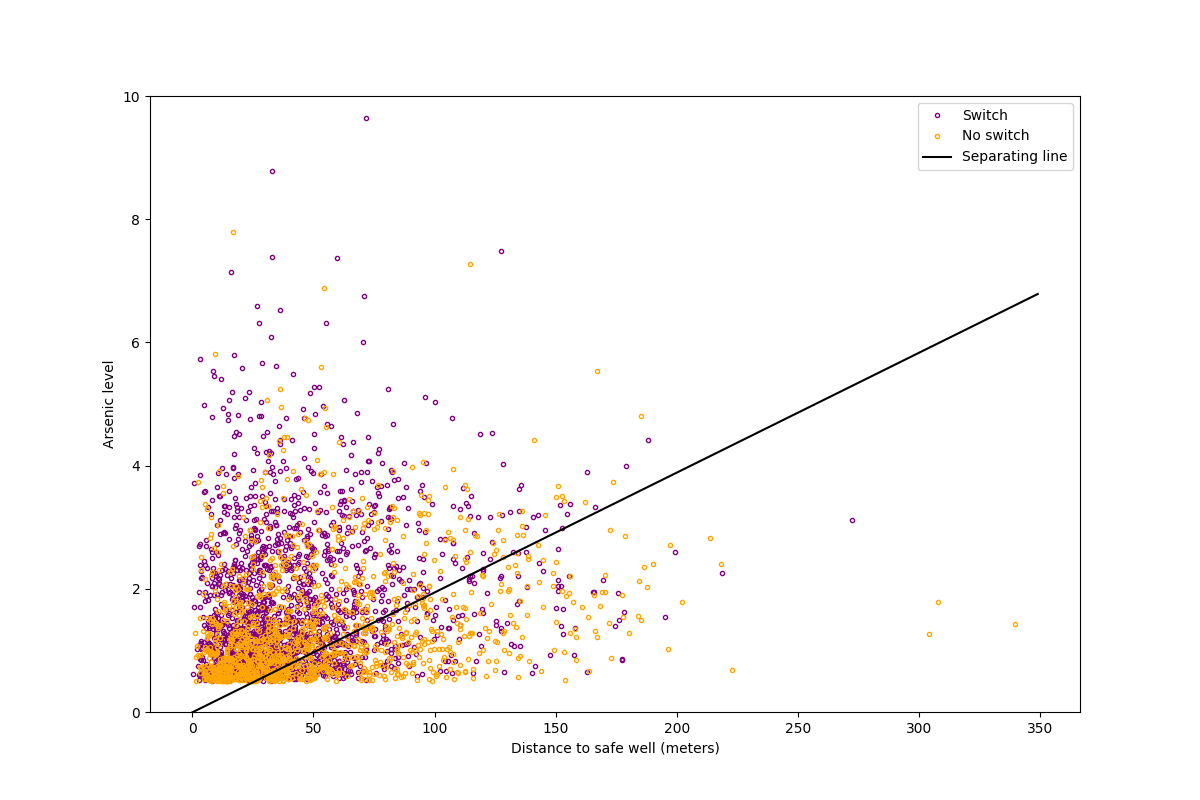 Switch
No switch
Separating line
Arsenic level
10
8
6
4
2
0
0 50 100 150 200 250 300 350
Distance to safe well (meters)